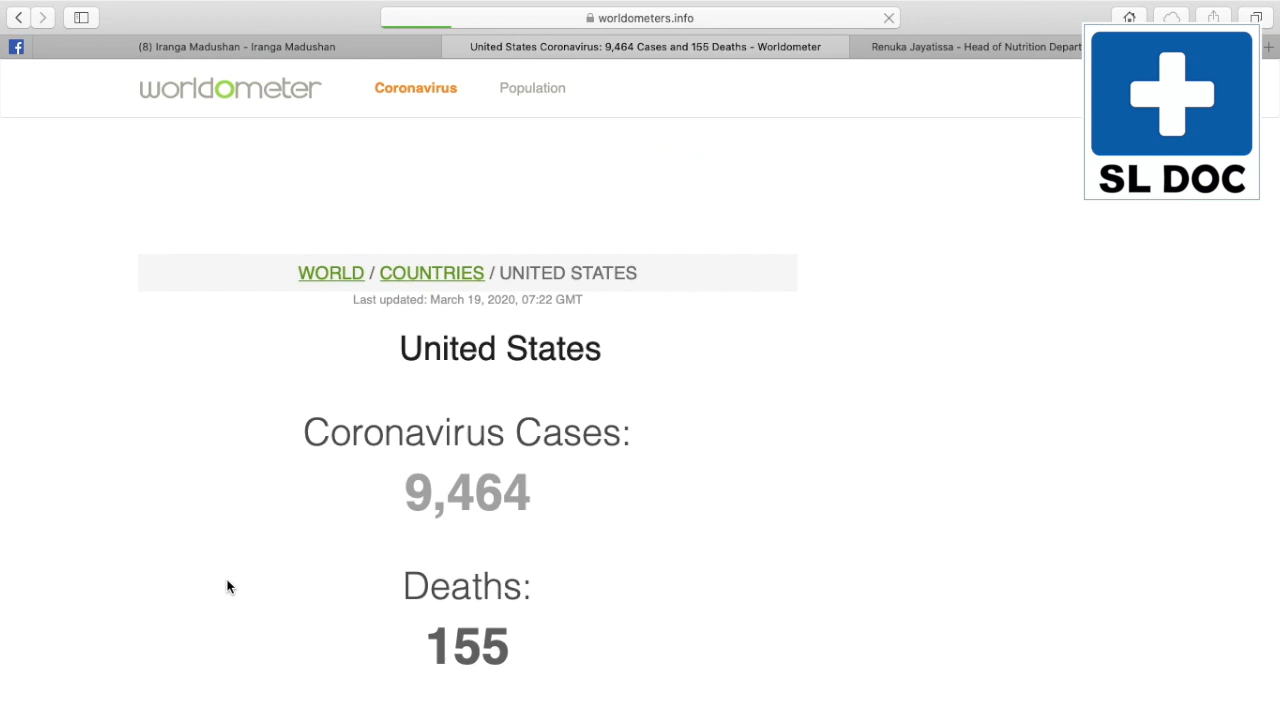 worldometers.info
(8) Iranga Madushan - Iranga Madushan
United States Coronavirus: 9,464 Cases and 155 Deaths - Worldometer
Renuka Jayatissa - Head of Nutrition Depart
worldometer
Coronavirus
Population
SL DOC
WORLD / COUNTRIES / UNITED STATES
Last updated: March 19, 2020, 07:22 GMT
United States
Coronavirus Cases:
9,464
Deaths:
155